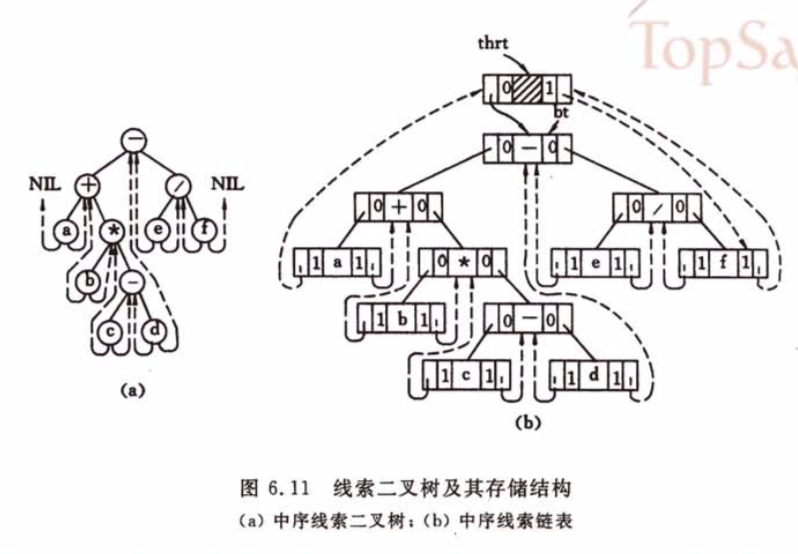 TopSa
thrt
0 1
bt
−
0 − 0
NIL + / NIL
0 + 0
0 / 0
a * e f
1 a 1
0 * 0
1 e 1
1 f 1
b −
1 b 1
0 − 0
c d
1 c 1
1 d 1
(a)
(b)
图 6.11 线索二叉树及其存储结构
(a) 中序线索二叉树；(b) 中序线索链表